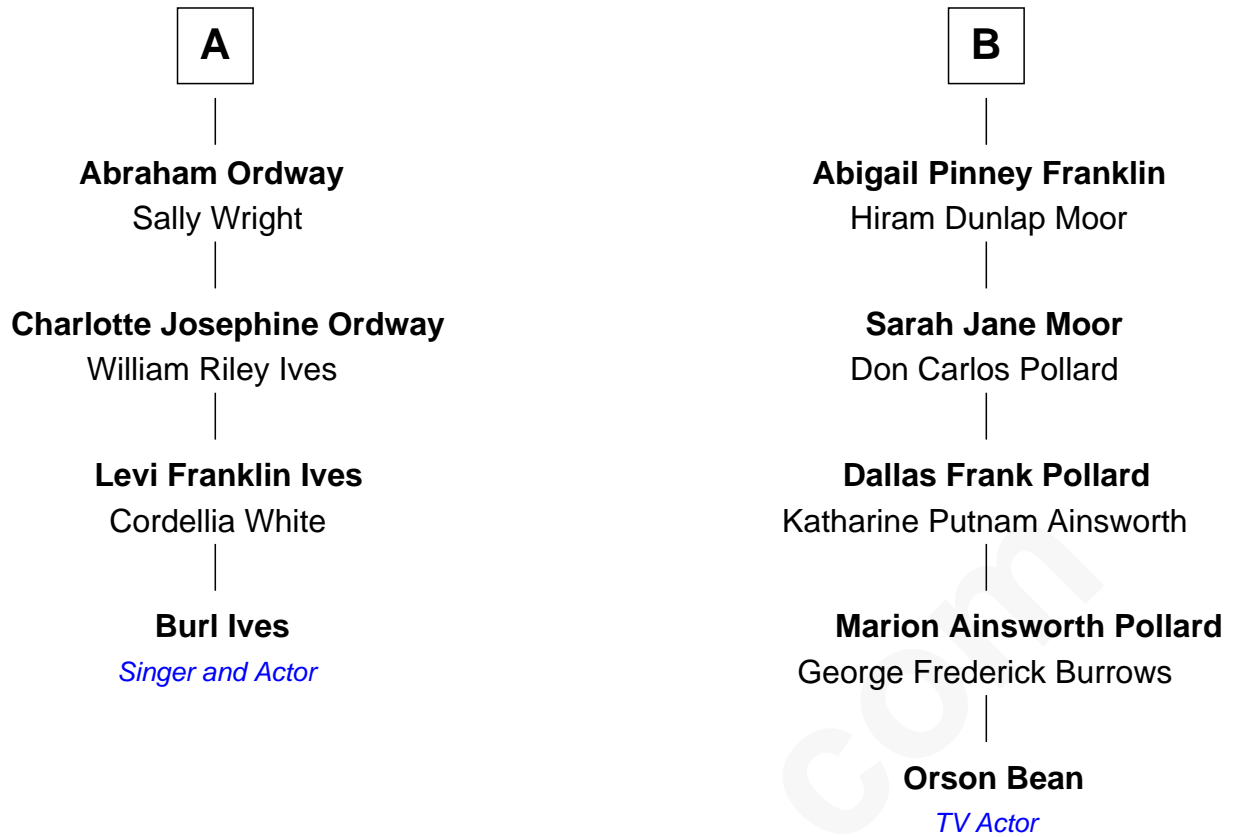 A
Abraham Ordway
Sally Wright
Charlotte Josephine Ordway
William Riley Ives
Levi Franklin Ives
Cordellia White
Burl Ives
Singer and Actor
B
Abigail Pinney Franklin
Hiram Dunlap Moor
Sarah Jane Moor
Don Carlos Pollard
Dallas Frank Pollard
Katharine Putnam Ainsworth
Marion Ainsworth Pollard
George Frederick Burrows
Orson Bean
TV Actor
com